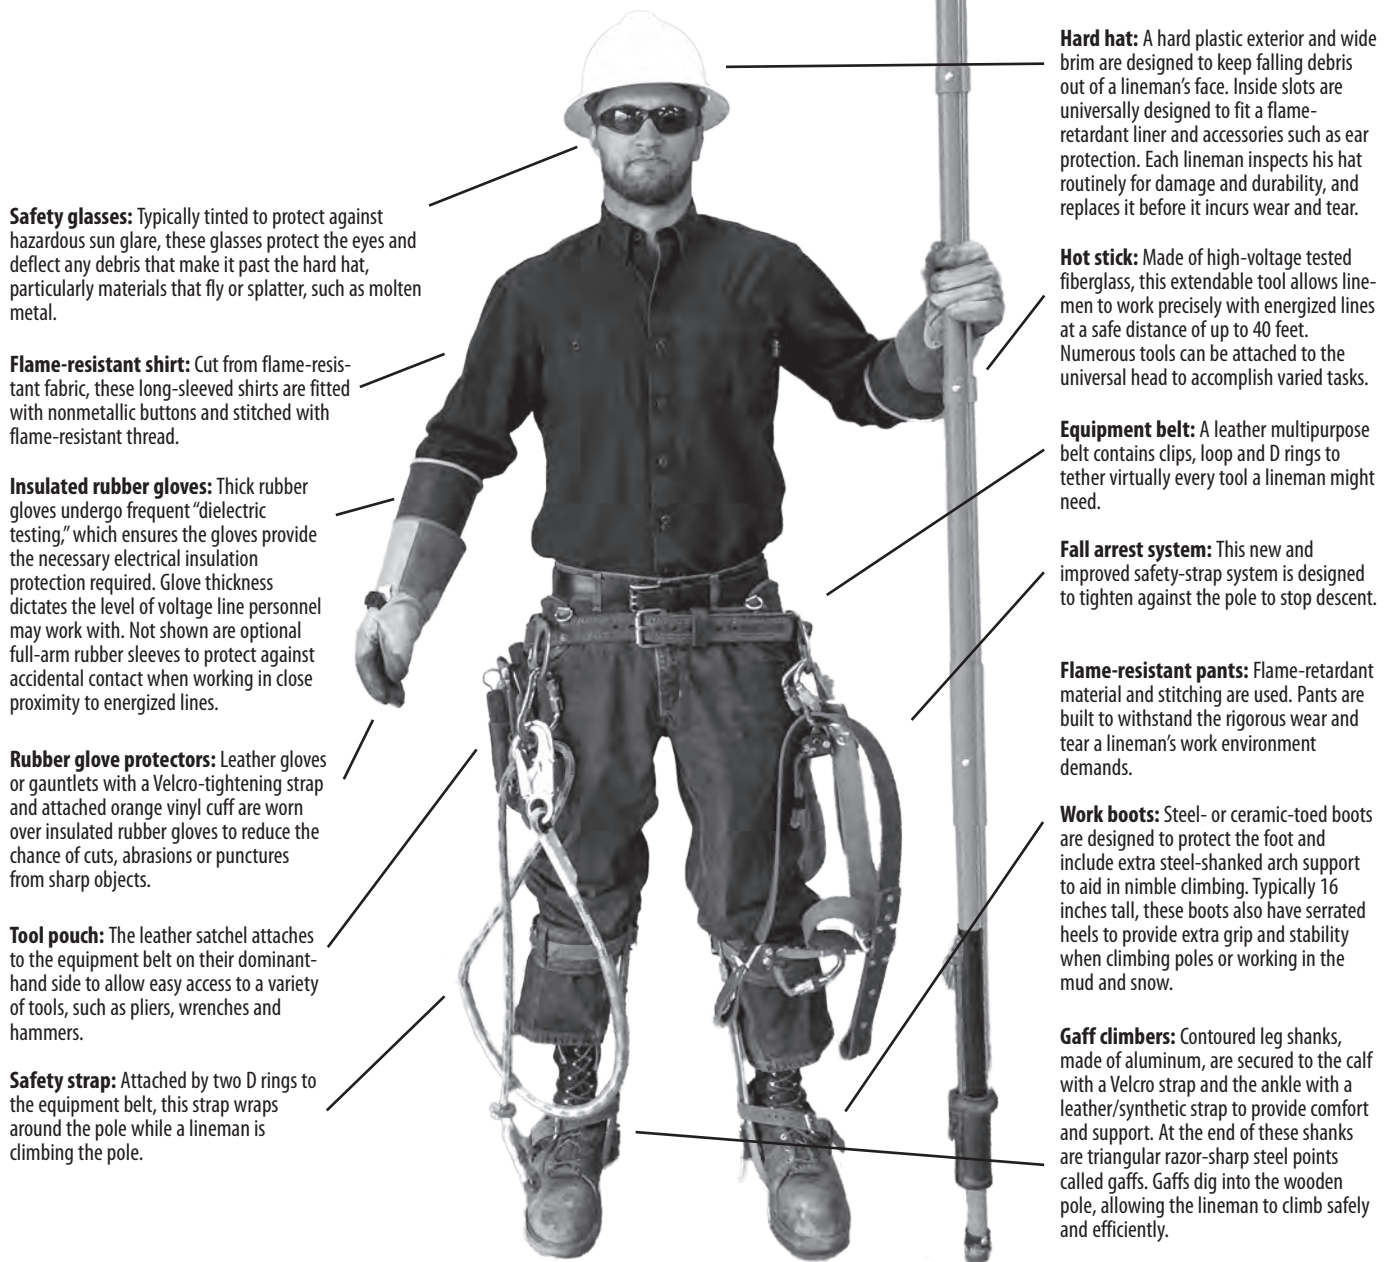 Safety glasses: Typically tinted to protect against
hazardous sun glare, these glasses protect the eyes and
deflect any debris that make it past the hard hat,
particularly materials that fly or splatter, such as molten
metal.
Flame-resistant shirt: Cut from flame-resis-
tant fabric, these long-sleeved shirts are fitted
with nonmetallic buttons and stitched with
flame-resistant thread.
Insulated rubber gloves: Thick rubber
gloves undergo frequent “dielectric
testing,” which ensures the gloves provide
the necessary electrical insulation
protection required. Glove thickness
dictates the level of voltage line personnel
may work with. Not shown are optional
full-arm rubber sleeves to protect against
accidental contact when working in close
proximity to energized lines.
Rubber glove protectors: Leather gloves
or gauntlets with a Velcro-tightening strap
and attached orange vinyl cuff are worn
over insulated rubber gloves to reduce the
chance of cuts, abrasions or punctures
from sharp objects.
Tool pouch: The leather satchel attaches
to the equipment belt on their dominant-
hand side to allow easy access to a variety
of tools, such as pliers, wrenches and
hammers.
Safety strap: Attached by two D rings to
the equipment belt, this strap wraps
around the pole while a lineman is
climbing the pole.
Hard hat: A hard plastic exterior and wide
brim are designed to keep falling debris
out of a lineman’s face. Inside slots are
universally designed to fit a flame-
retardant liner and accessories such as ear
protection. Each lineman inspects his hat
routinely for damage and durability, and
replaces it before it incurs wear and tear.
Hot stick: Made of high-voltage tested
fiberglass, this extendable tool allows line-
men to work precisely with energized lines
at a safe distance of up to 40 feet.
Numerous tools can be attached to the
universal head to accomplish varied tasks.
Equipment belt: A leather multipurpose
belt contains clips, loop and D rings to
tether virtually every tool a lineman might
need.
Fall arrest system: This new and
improved safety-strap system is designed
to tighten against the pole to stop descent.
Flame-resistant pants: Flame-retardant
material and stitching are used. Pants are
built to withstand the rigorous wear and
tear a lineman’s work environment
demands.
Work boots: Steel- or ceramic-toed boots
are designed to protect the foot and
include extra steel-shanked arch support
to aid in nimble climbing. Typically 16
inches tall, these boots also have serrated
heels to provide extra grip and stability
when climbing poles or working in the
mud and snow.
Gaff climbers: Contoured leg shanks,
made of aluminum, are secured to the calf
with a Velcro strap and the ankle with a
leather/synthetic strap to provide comfort
and support. At the end of these shanks
are triangular razor-sharp steel points
called gaffs. Gaffs dig into the wooden
pole, allowing the lineman to climb safely
and efficiently.